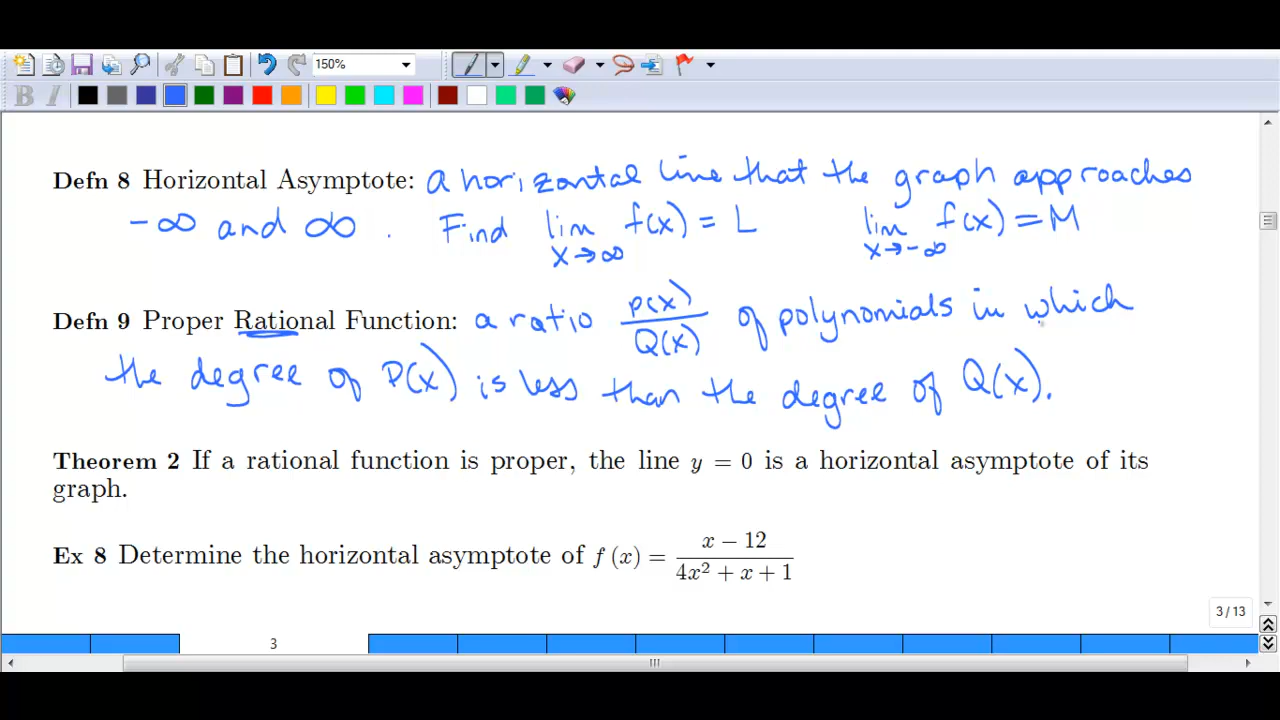 150%
B I
Defn 8 Horizontal Asymptote: a horizontal line that the graph approaches
-∞ and ∞ . Find lim x→∞ f(x) = L lim x→-∞ f(x) = M
Defn 9 Proper Rational Function: a ratio P(x)/Q(x) of polynomials in which
the degree of P(x) is less than the degree of Q(x).
Theorem 2 If a rational function is proper, the line y = 0 is a horizontal asymptote of its
graph.
Ex 8 Determine the horizontal asymptote of f (x) = (x − 12)/(4x² + x + 1)
3 / 13
3